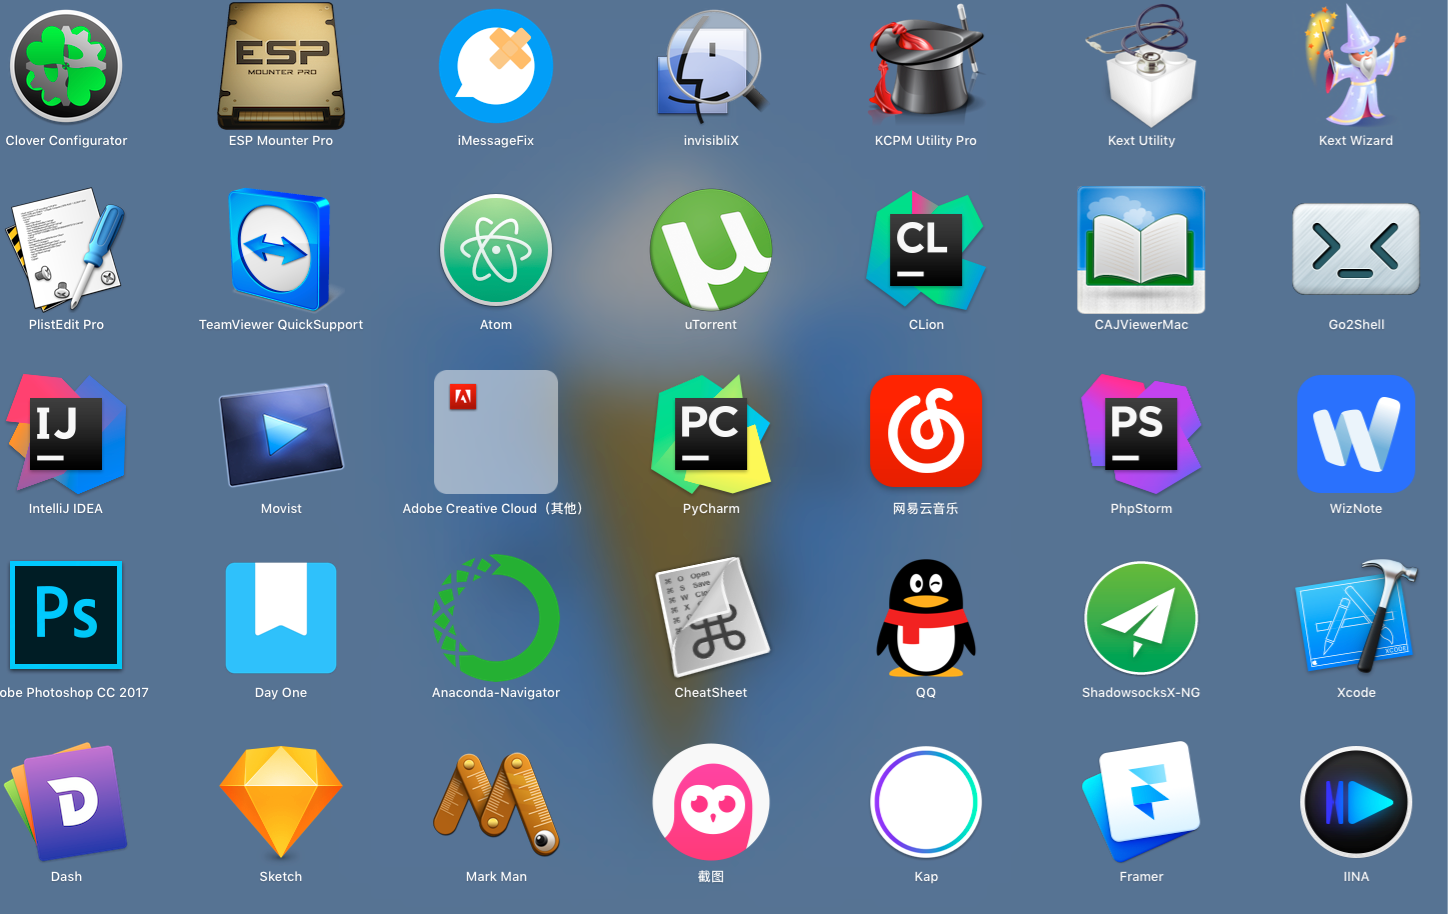 ESP
MOUNTER PRO
Clover Configurator
ESP Mounter Pro
iMessageFix
invisibliX
KCPM Utility Pro
Kext Utility
Kext Wizard
CL
PlistEdit Pro
TeamViewer QuickSupport
Atom
uTorrent
CLion
CAJViewerMac
Go2Shell
IJ
PC
PS
IntelliJ IDEA
Movist
Adobe Creative Cloud（其他）
PyCharm
网易云音乐
PhpStorm
WizNote
Ps
Open
Save
XCODE
obe Photoshop CC 2017
Day One
Anaconda-Navigator
CheatSheet
QQ
ShadowsocksX-NG
Xcode
Dash
Sketch
Mark Man
截图
Kap
Framer
IINA